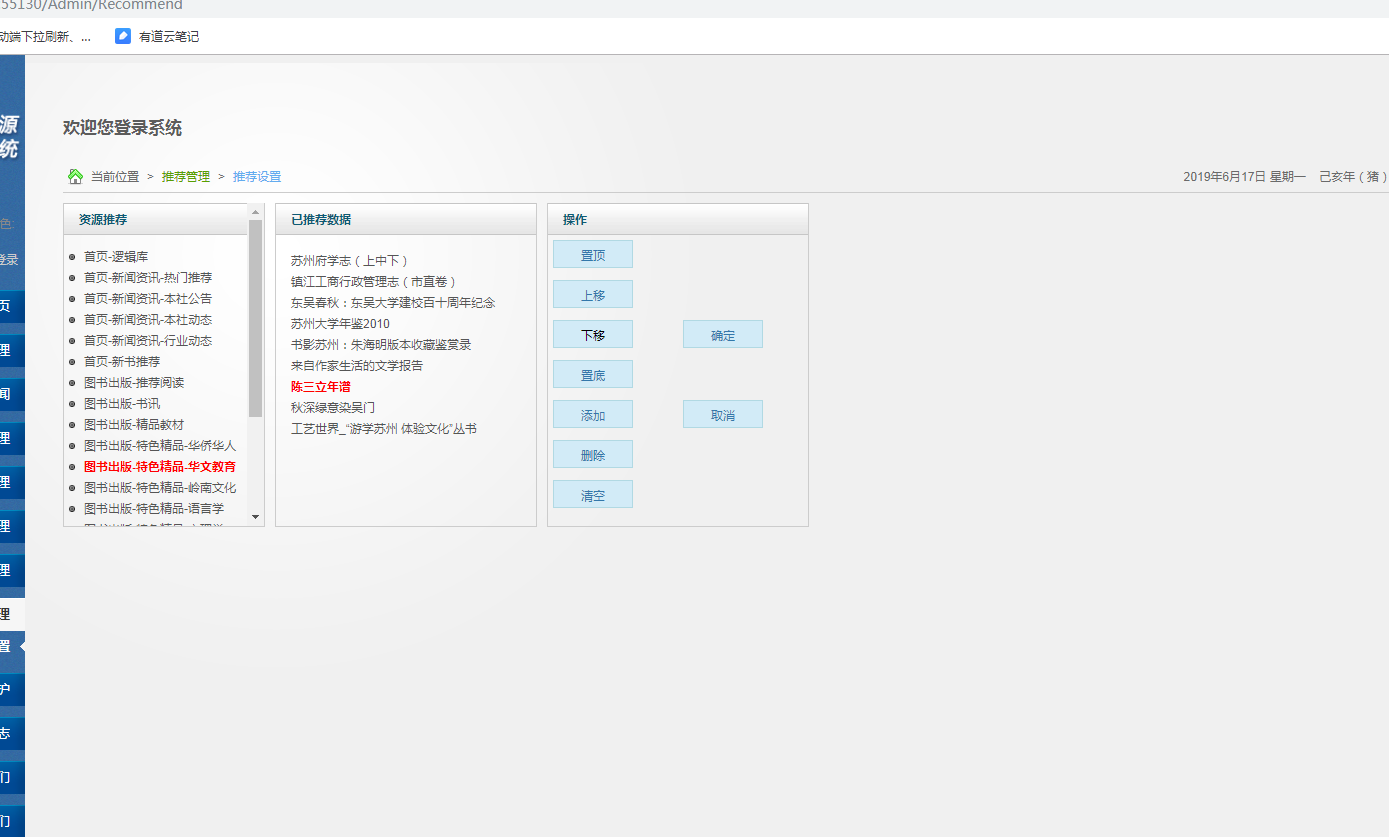 55130/Admin/Recommend
动端下拉刷新、...
有道云笔记
源
统
色:
登录
页
理
闻
理
理
理
理
理
置
护
志
们
们
欢迎您登录系统
当前位置 > 推荐管理 > 推荐设置
2019年6月17日 星期一 己亥年（猪）
资源推荐
首页-逻辑库
首页-新闻资讯-热门推荐
首页-新闻资讯-本社公告
首页-新闻资讯-本社动态
首页-新闻资讯-行业动态
首页-新书推荐
图书出版-推荐阅读
图书出版-书讯
图书出版-精品教材
图书出版-特色精品-华侨华人
图书出版-特色精品-华文教育
图书出版-特色精品-岭南文化
图书出版-特色精品-语言学
已推荐数据
苏州府学志（上中下）
镇江工商行政管理志（市直卷）
东吴春秋：东吴大学建校百十周年纪念
苏州大学年鉴2010
书影苏州：朱海明版本收藏鉴赏录
来自作家生活的文学报告
陈三立年谱
秋深绿意染吴门
工艺世界_“游学苏州 体验文化”丛书
操作
置顶
上移
下移
确定
置底
添加
取消
删除
清空